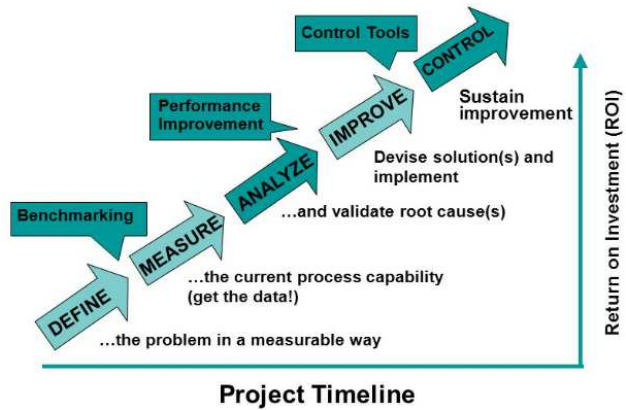 Control Tools
CONTROL
Performance
Improvement
IMPROVE
Sustain
improvement
Devise solution(s) and
implement
ANALYZE
…and validate root cause(s)
Benchmarking
MEASURE
…the current process capability
(get the data!)
DEFINE
…the problem in a measurable way
Return on Investment (ROI)
Project Timeline